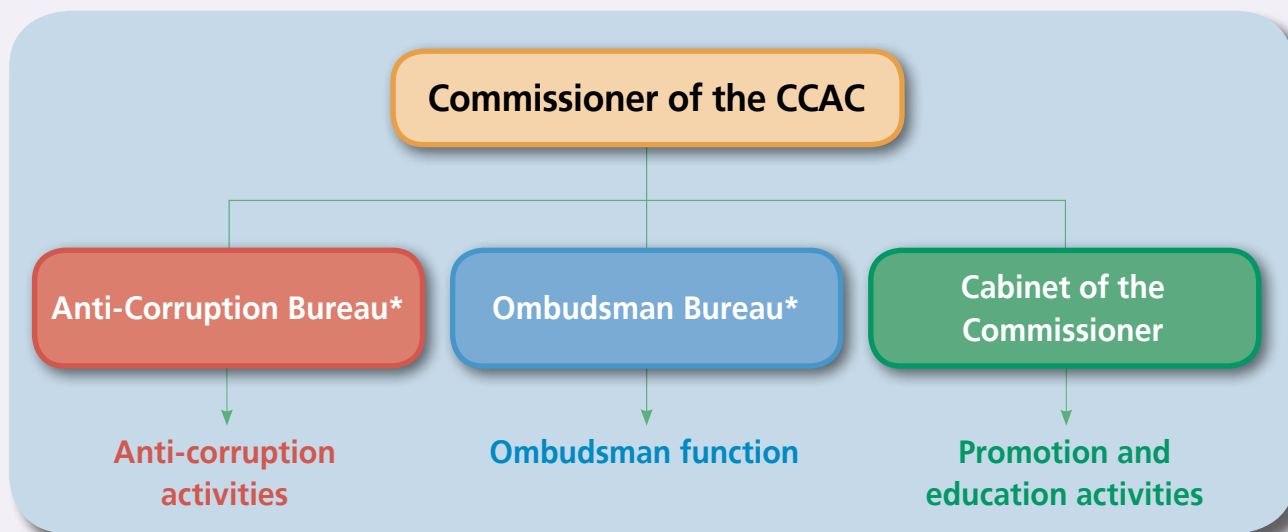 Commissioner of the CCAC
Anti-Corruption Bureau*
Ombudsman Bureau*
Cabinet of the
Commissioner
Anti-corruption
activities
Ombudsman function
Promotion and
education activities